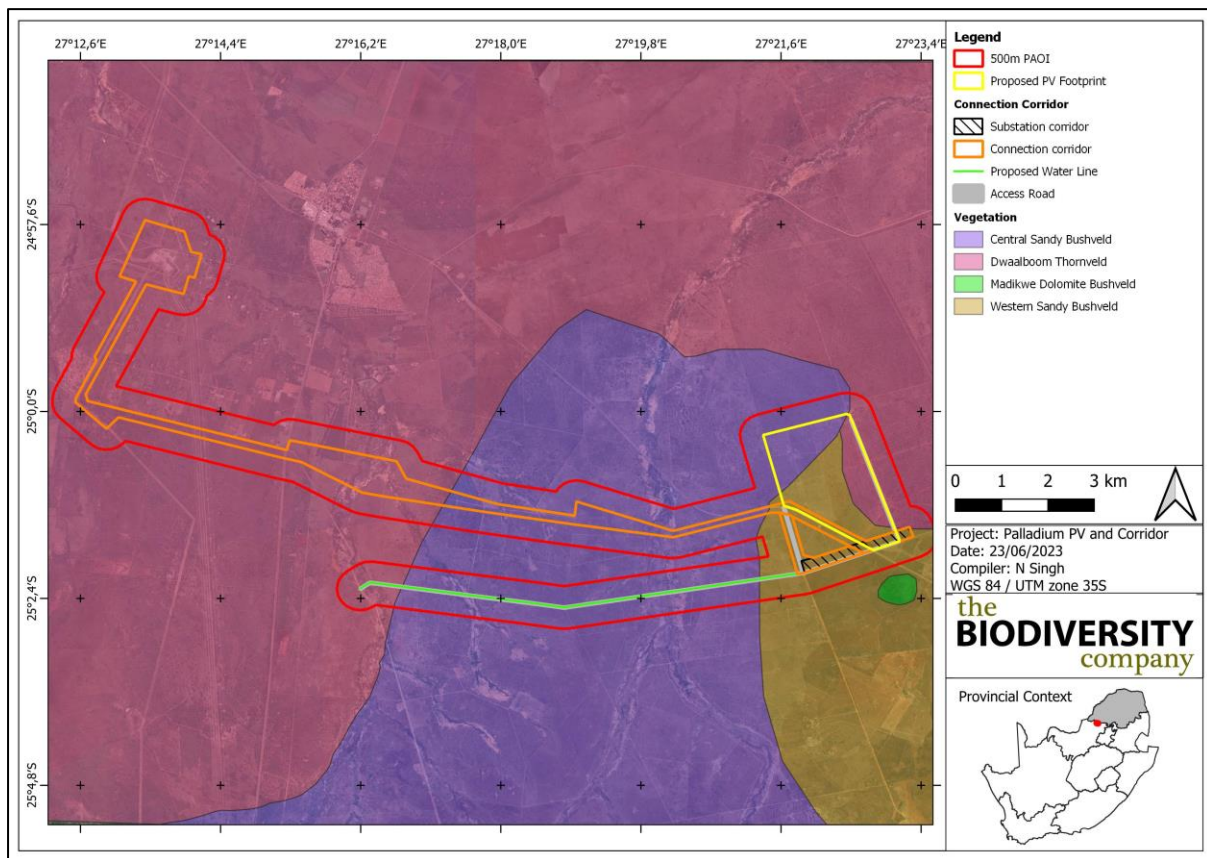 27°12,6'E 27°14,4'E 27°16,2'E 27°18,0'E 27°19,8'E 27°21,6'E 27°23,4'E
24°57,6'S
25°0,0'S
25°2,4'S
25°4,8'S
Legend
500m PAOI
Proposed PV Footprint
Connection Corridor
Substation corridor
Connection corridor
Proposed Water Line
Access Road
Vegetation
Central Sandy Bushveld
Dwaalboom Thornveld
Madikwe Dolomite Bushveld
Western Sandy Bushveld
0 1 2 3 km
Project: Palladium PV and Corridor
Date: 23/06/2023
Compiler: N Singh
WGS 84 / UTM zone 35S
the
BIODIVERSITY
company
Provincial Context